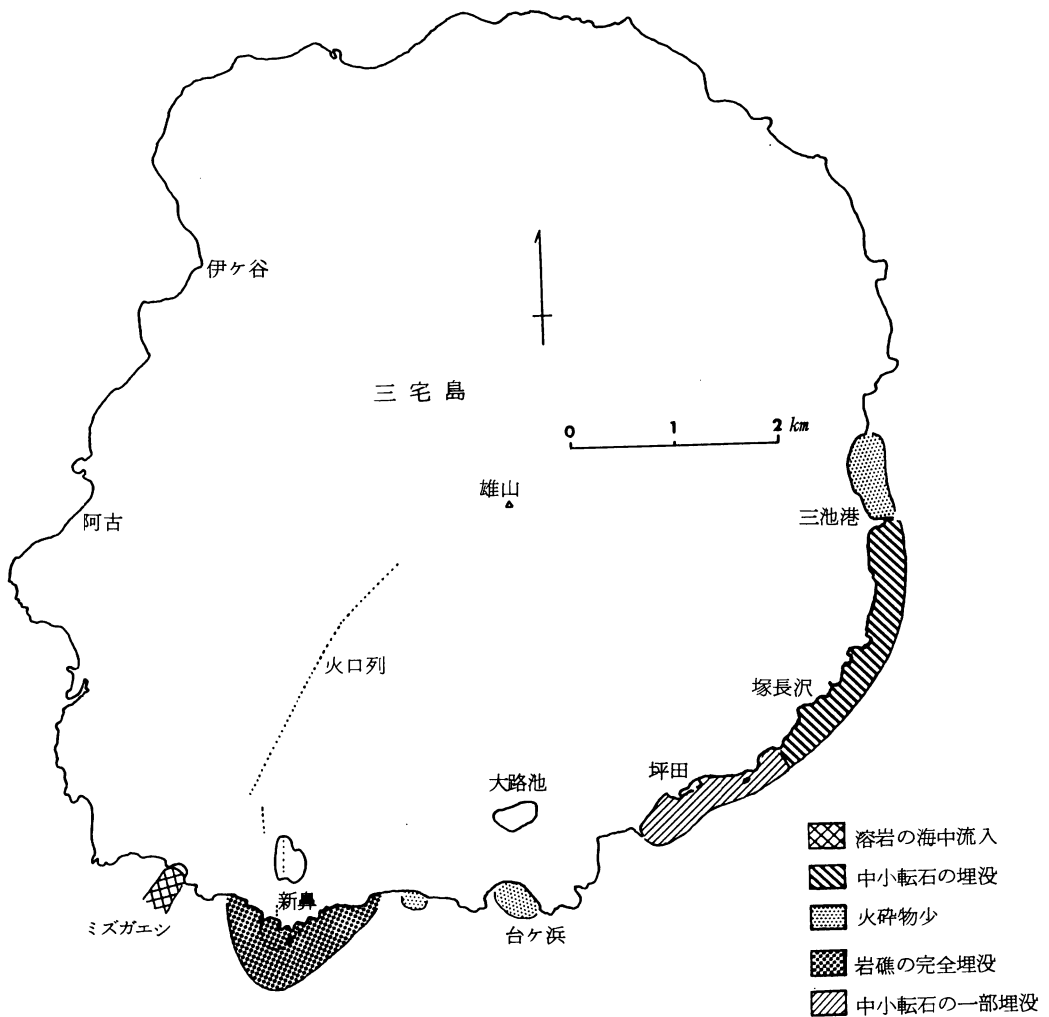 伊ケ谷
三宅島
0 1 2 km
雄山
阿古
三池港
火口列
塚長沢
坪田
大路池
新鼻
ミズガエシ
台ケ浜
溶岩の海中流入
中小転石の埋没
火砕物少
岩礁の完全埋没
中小転石の一部埋没